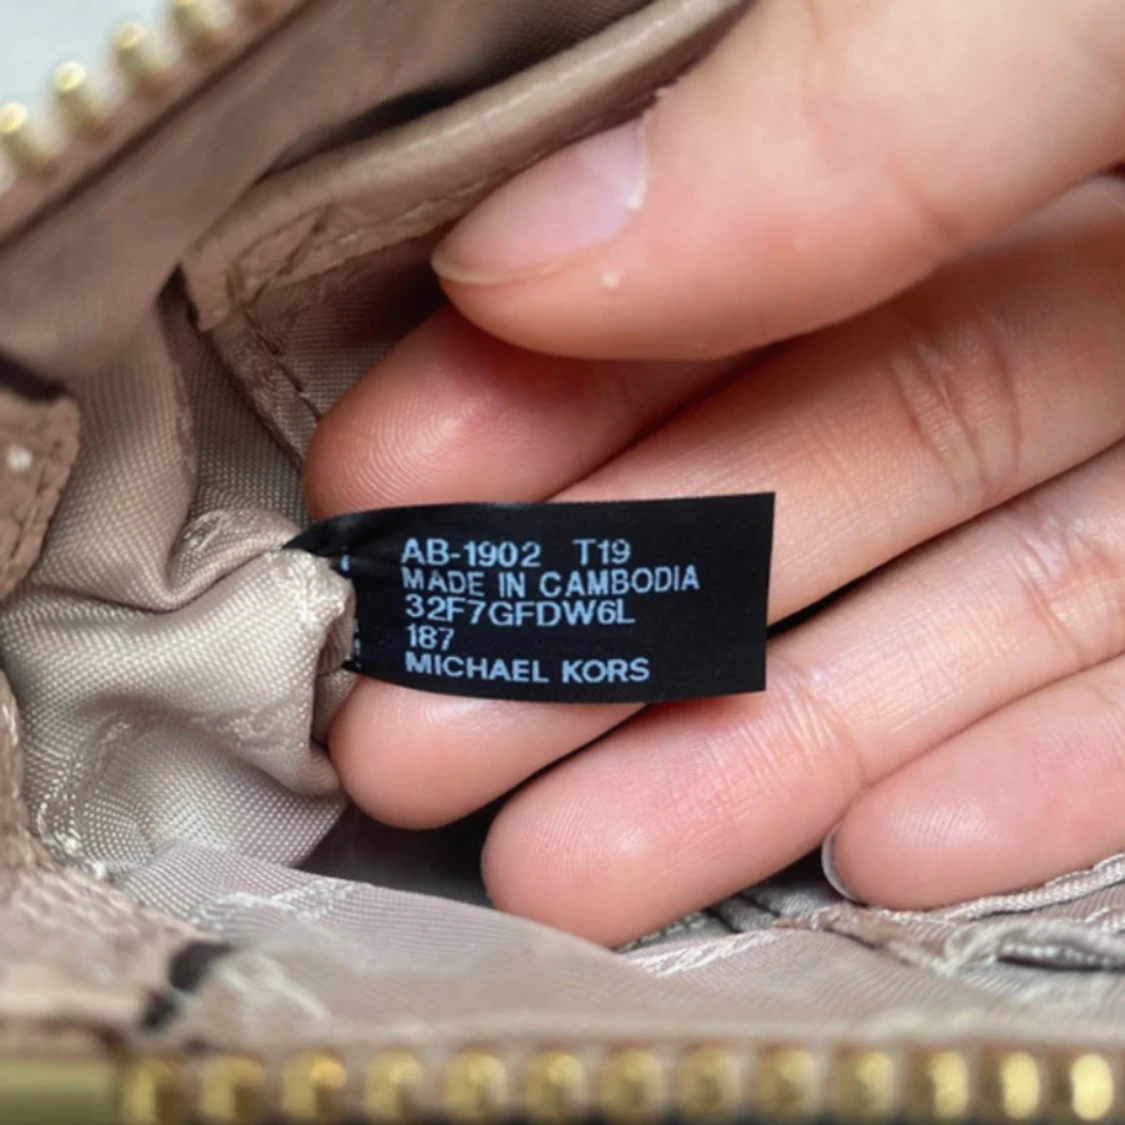 AB-1902 T19
MADE IN CAMBODIA
32F7GFDW6L
187
MICHAEL KORS